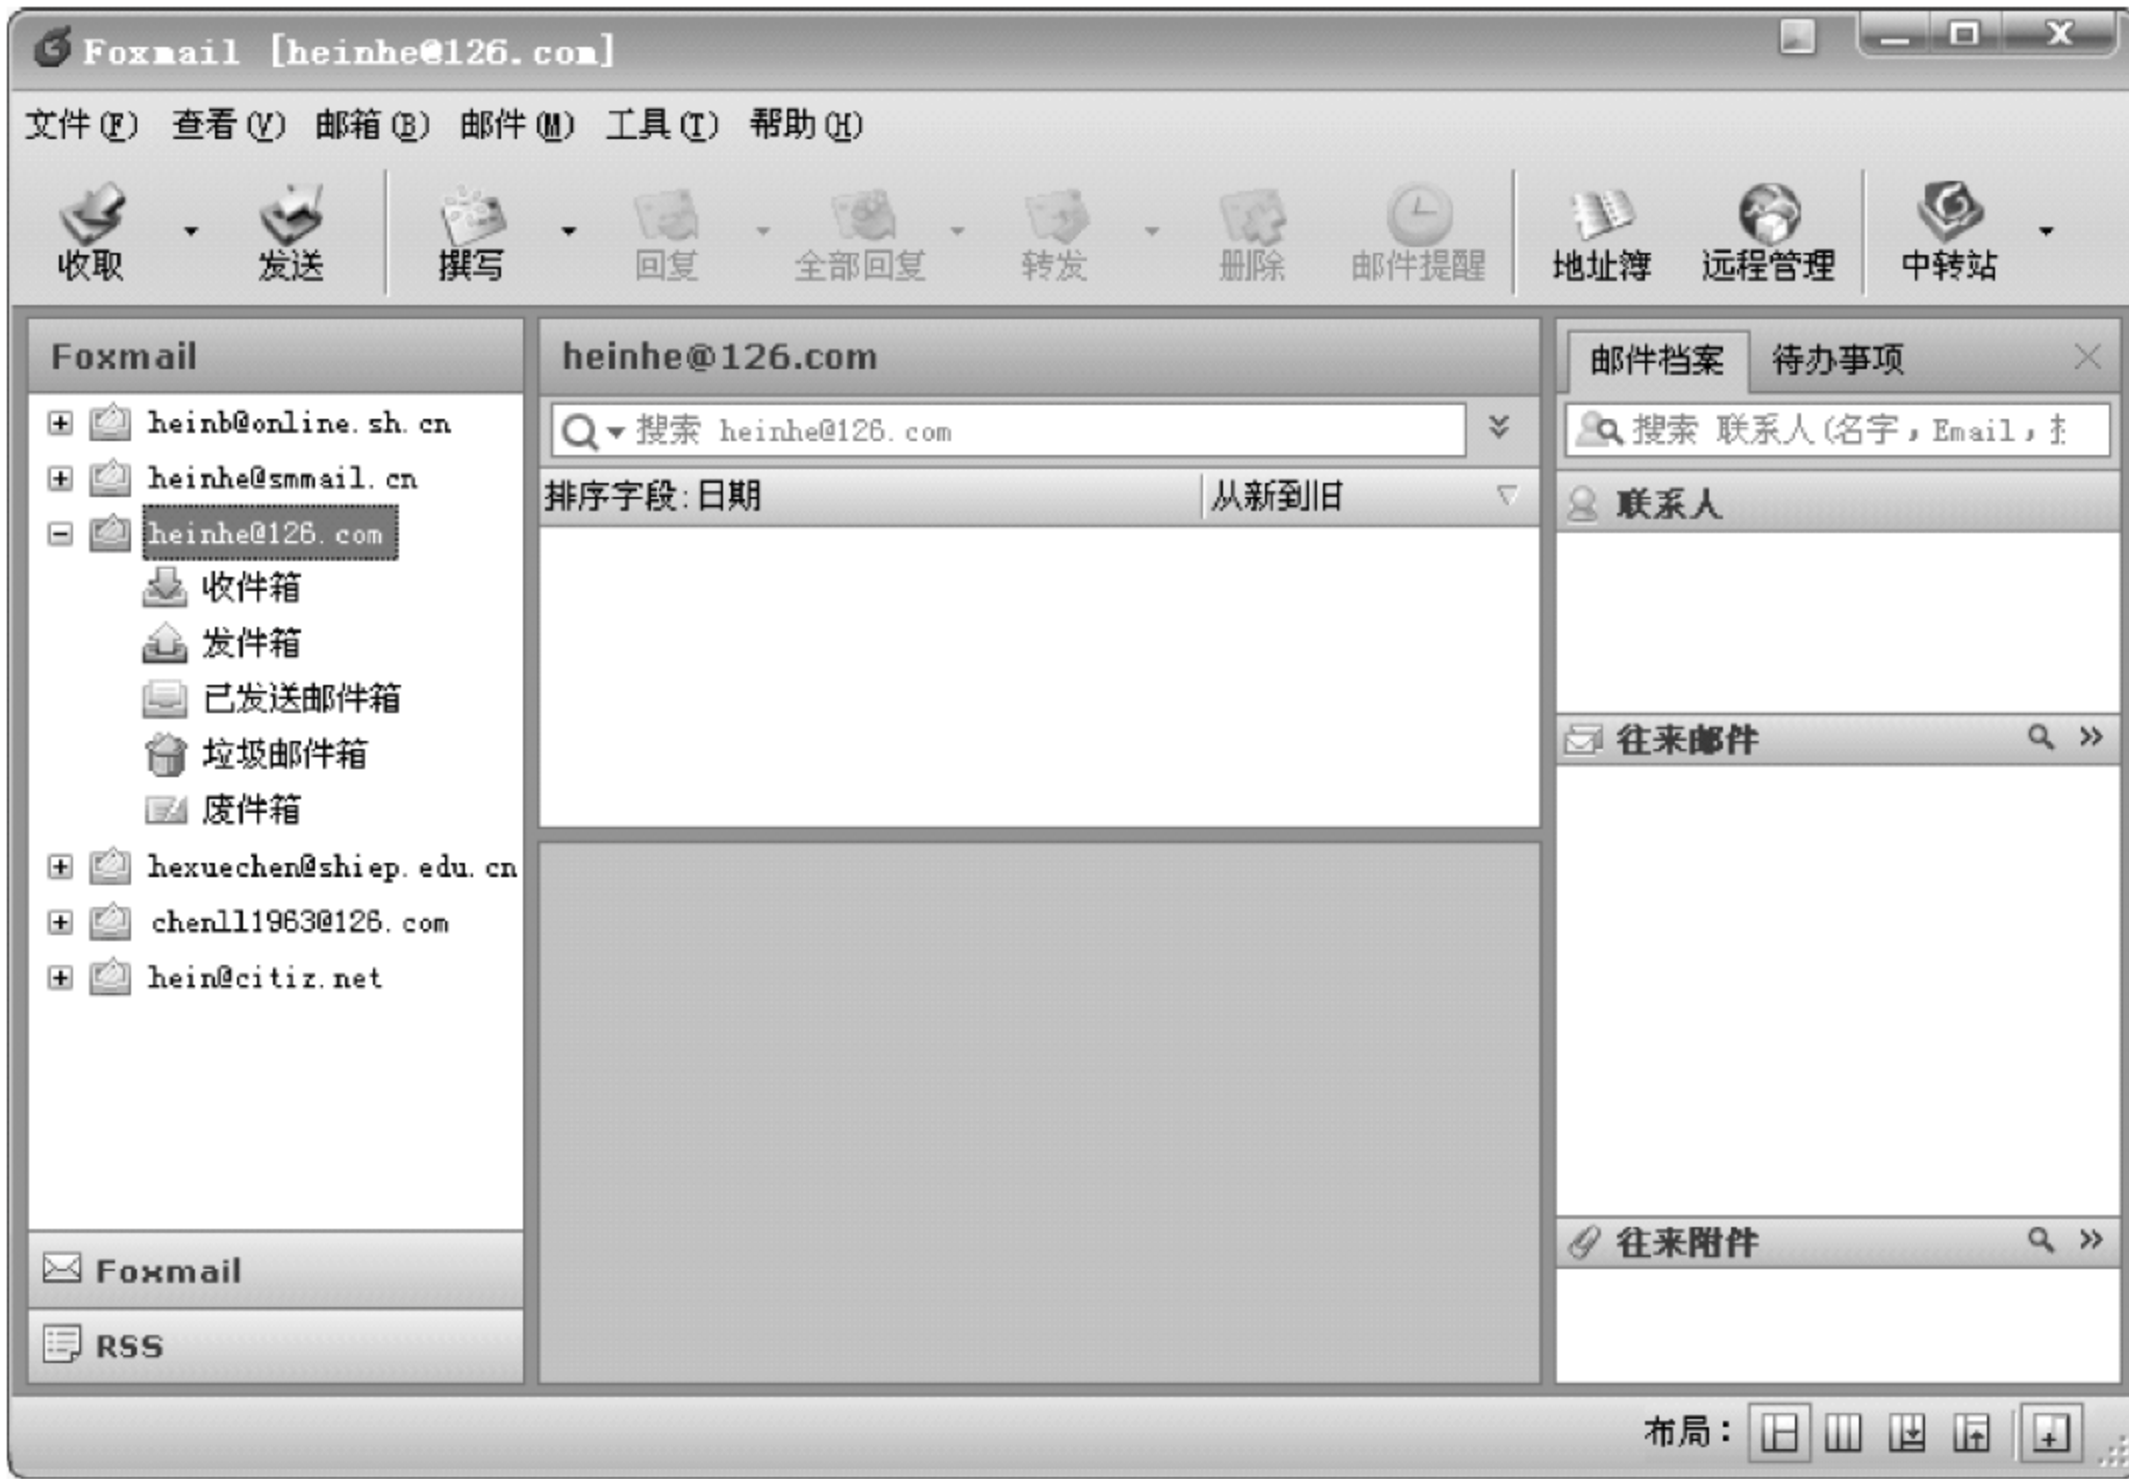 Foxmail [heinhe@126.com]
文件(F) 查看(V) 邮箱(B) 邮件(M) 工具(T) 帮助(H)
收取 发送 撰写 回复 全部回复 转发 删除 邮件提醒 地址簿 远程管理 中转站
Foxmail
heinb@online.sh.cn
heinhe@smmail.cn
heinhe@126.com
收件箱
发件箱
已发送邮件箱
垃圾邮件箱
废件箱
hexuechen@shiep.edu.cn
chenll1963@126.com
hein@citiz.net
Foxmail
RSS
heinhe@126.com
搜索 heinhe@126.com
排序字段:日期 从新到旧
邮件档案 待办事项
搜索 联系人(名字,Email,
联系人
往来邮件
往来附件
布局: